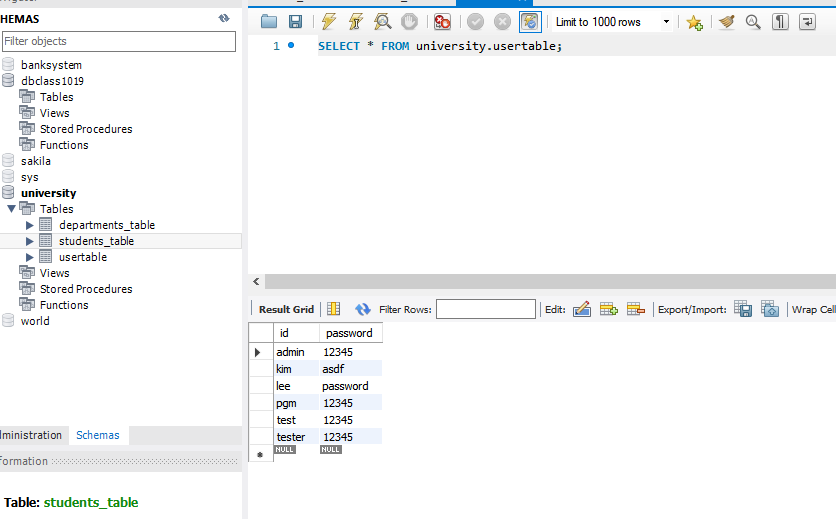 HEMAS
Filter objects
banksystem
dbclass1019
Tables
Views
Stored Procedures
Functions
sakila
sys
university
Tables
departments_table
students_table
usertable
Views
Stored Procedures
Functions
world
dministration Schemas
formation
Table: students_table
Limit to 1000 rows
1 SELECT * FROM university.usertable;
Result Grid Filter Rows: Edit: Export/Import: Wrap Cell
id password
admin 12345
kim asdf
lee password
pgm 12345
test 12345
tester 12345
NULL NULL